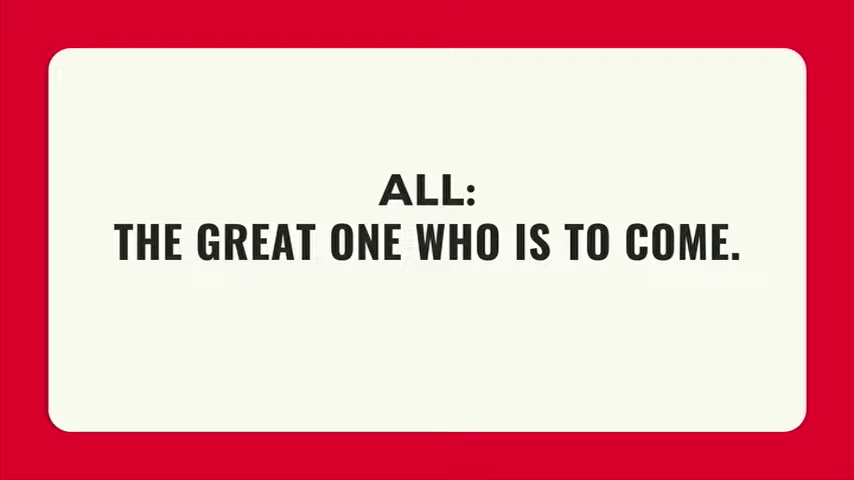 ALL:
THE GREAT ONE WHO IS TO COME.